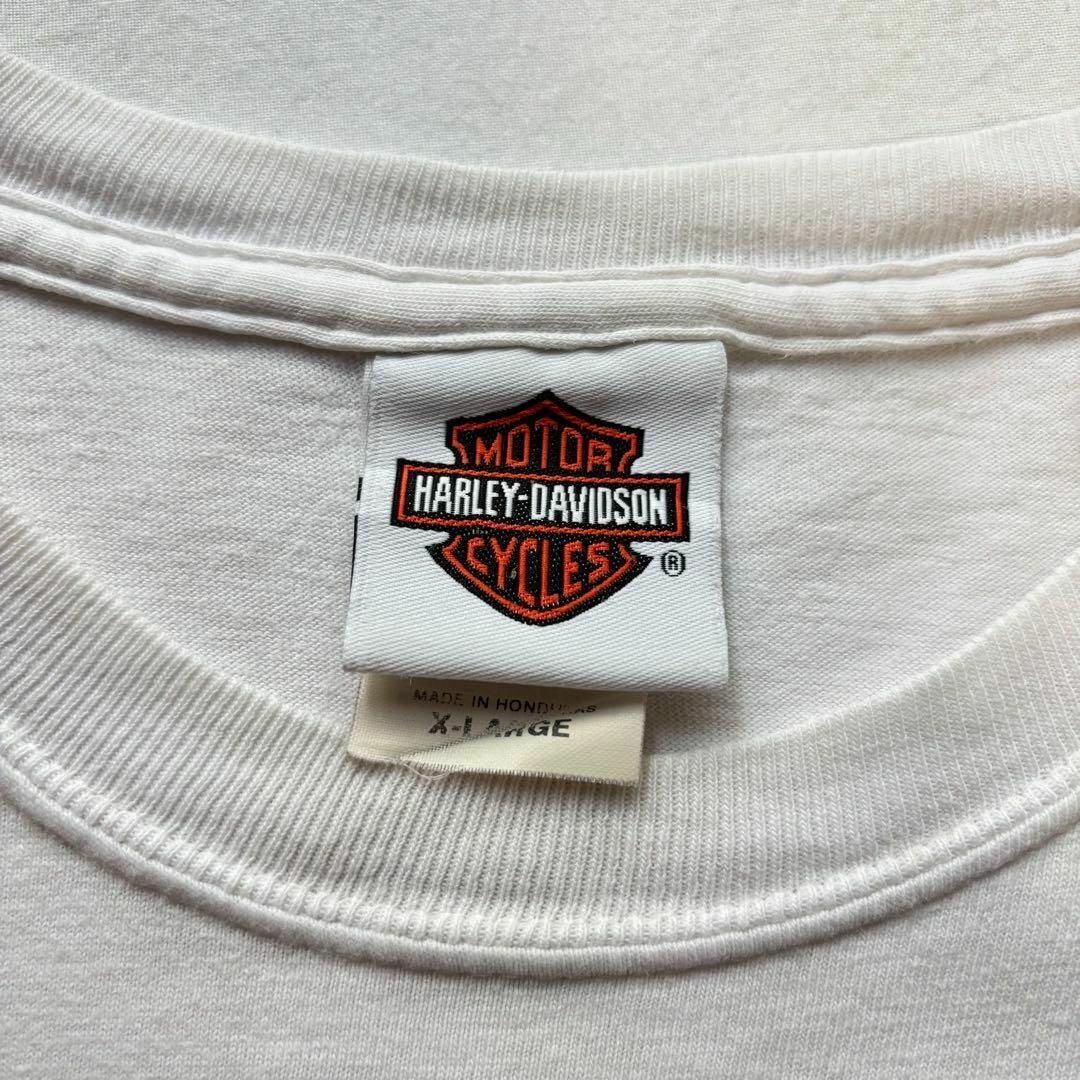 MOTOR
HARLEY-DAVIDSON
CYCLES
®
MADE IN HONDURAS
X-LARGE